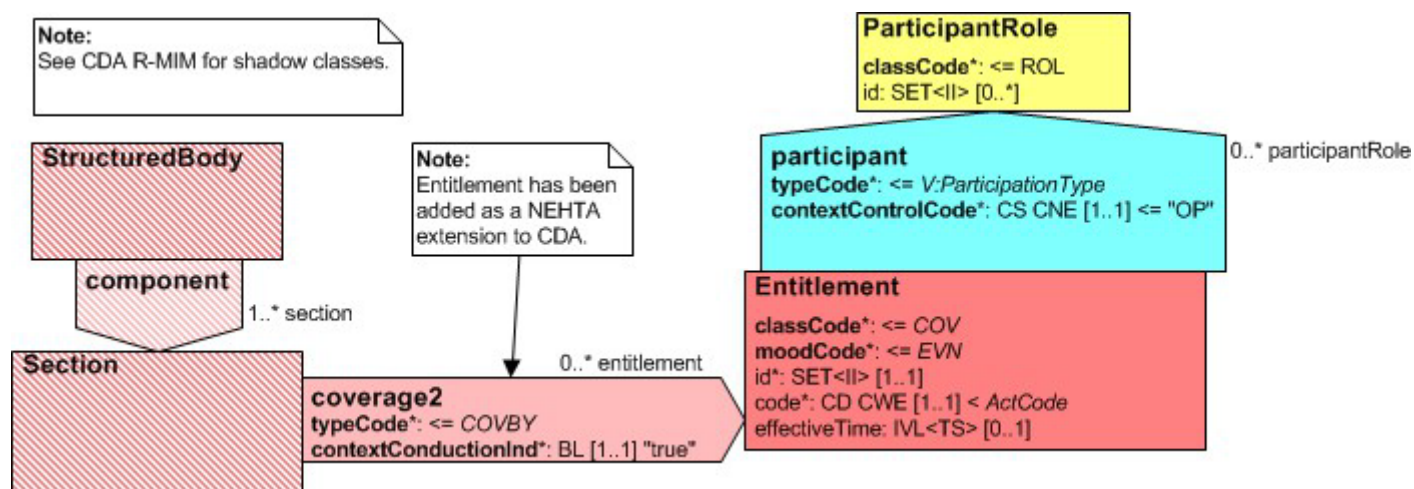 Note:
See CDA R-MIM for shadow classes.
ParticipantRole
classCode*: <= ROL
id: SET<II> [0..*]
StructuredBody
Note:
Entitlement has been
added as a NEHTA
extension to CDA.
participant
typeCode*: <= V:ParticipationType
contextControlCode*: CS CNE [1..1] <= "OP"
0..* participantRole
component
1..* section
Entitlement
classCode*: <= COV
moodCode*: <= EVN
id*: SET<II> [1..1]
code*: CD CWE [1..1] < ActCode
effectiveTime: IVL<TS> [0..1]
Section
0..* entitlement
coverage2
typeCode*: <= COVBY
contextConductionInd*: BL [1..1] "true"